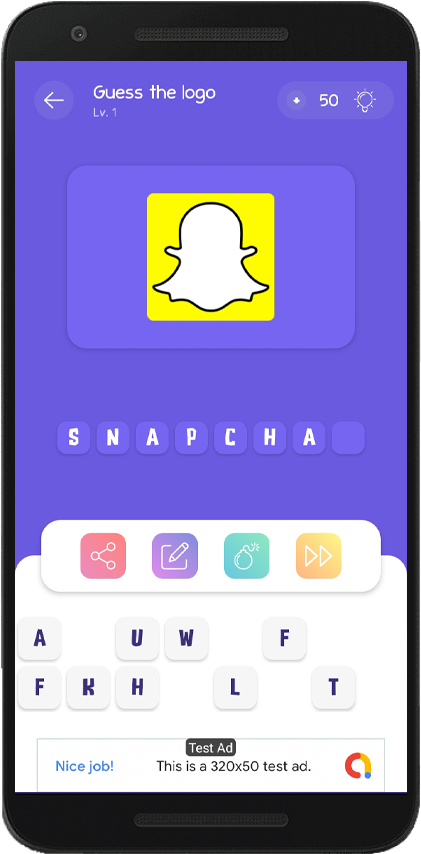 Guess the logo
Lv. 1
50
S N A P C H A
A U W F
F K H L T
Test Ad
Nice job! This is a 320x50 test ad.